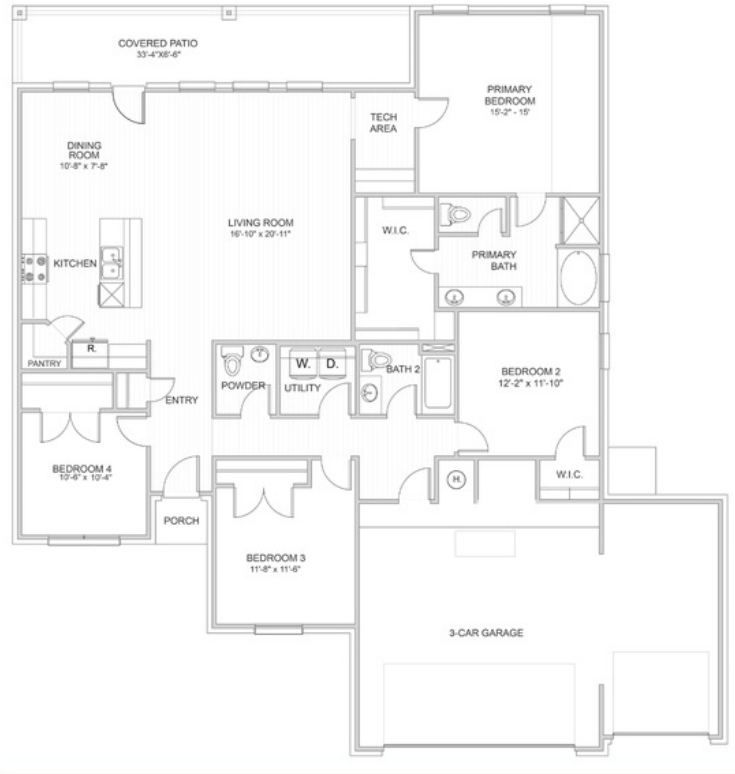 COVERED PATIO
33'-4"X6'-6"
PRIMARY
BEDROOM
15'-2" - 15'
TECH
AREA
DINING
ROOM
10'-8" x 7'-8"
LIVING ROOM
16'-10" x 20'-11"
W.I.C.
KITCHEN
PRIMARY
BATH
R.
PANTRY
W. D.
POWDER
UTILITY
BATH 2
BEDROOM 2
12'-2" x 11'-10"
ENTRY
BEDROOM 4
10'-6" x 10'-4"
W.I.C.
H.
PORCH
BEDROOM 3
11'-8" x 11'-6"
3-CAR GARAGE